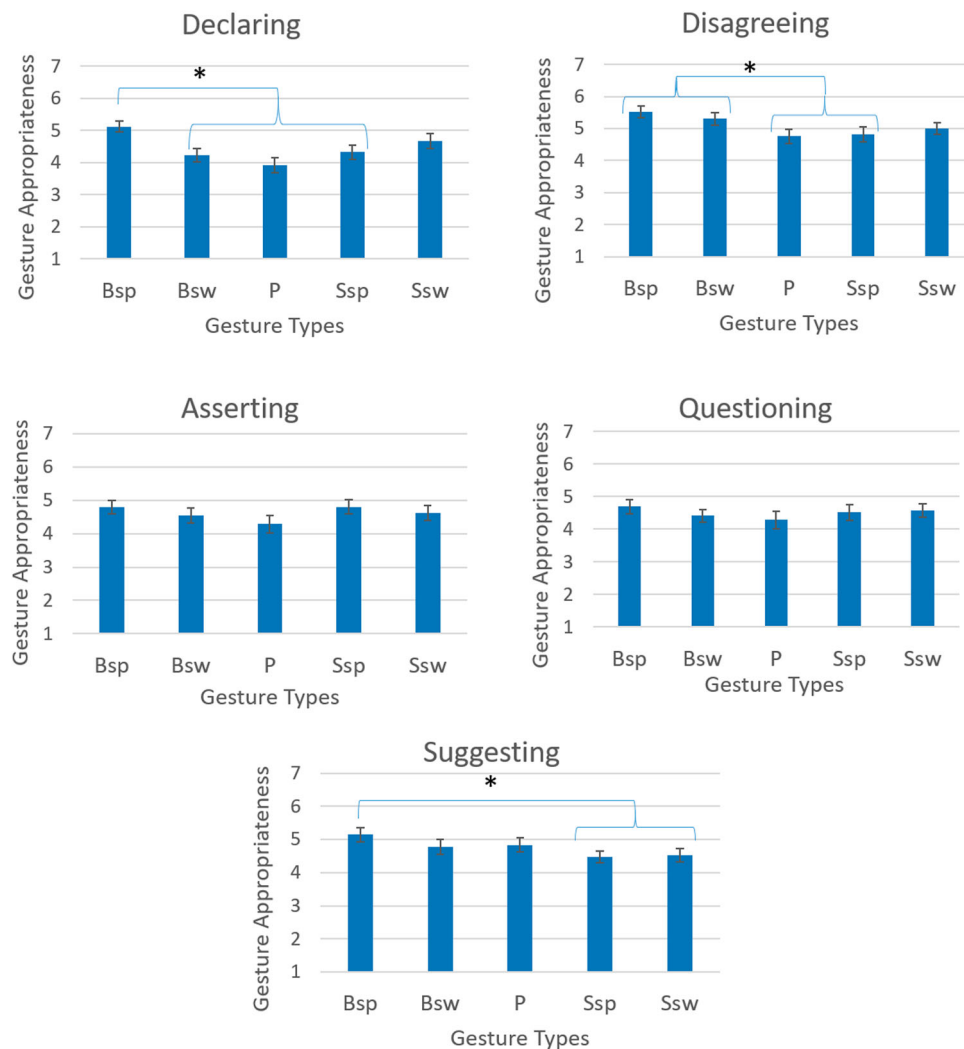 Declaring
*
7
6
5
4
3
2
1
Gesture Appropriateness
Bsp Bsw P Ssp Ssw
Gesture Types
Disagreeing
*
7
6
5
4
3
2
1
Gesture Appropriateness
Bsp Bsw P Ssp Ssw
Gesture Types
Asserting
7
6
5
4
3
2
1
Gesture Appropriateness
Bsp Bsw P Ssp Ssw
Gesture Types
Questioning
7
6
5
4
3
2
1
Gesture Appropriateness
Bsp Bsw P Ssp Ssw
Gesture Types
Suggesting
*
7
6
5
4
3
2
1
Gesture Appropriateness
Bsp Bsw P Ssp Ssw
Gesture Types